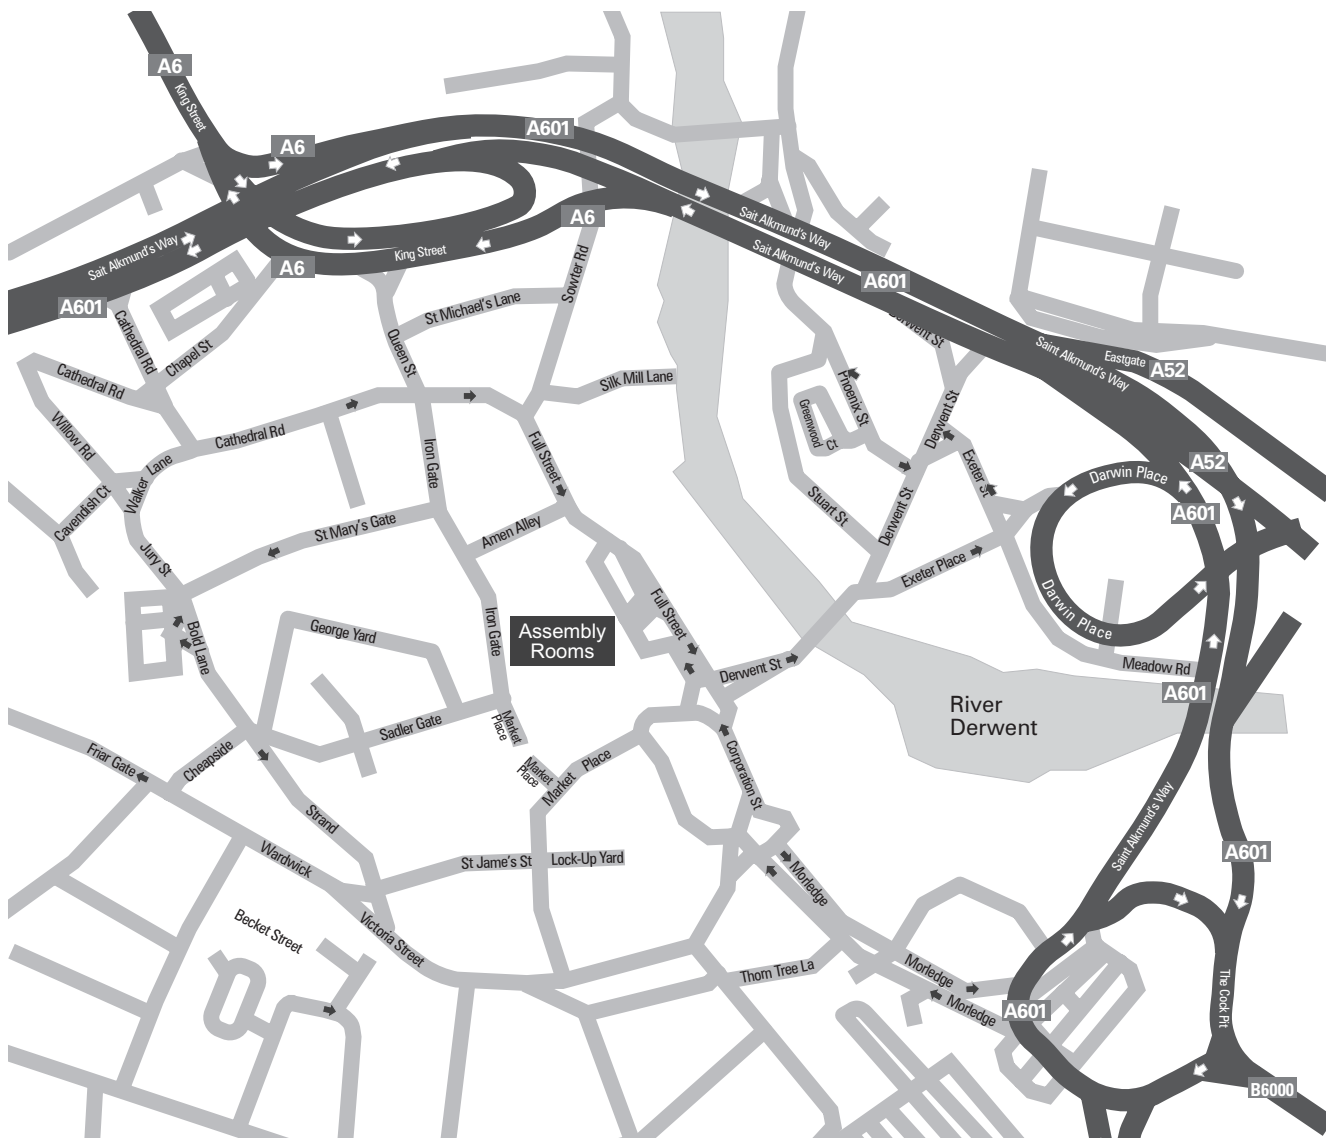 A6
King Street
A6
A601
Sait Alkmund's Way
Sait Alkmund's Way
Sait Alkmund's Way
A6
King Street
A6
A601
A601
Sowter Rd
St Michael's Lane
Queen St
Cathedral Rd
Chapel St
Cathedral Rd
Derwent St
Saint Alkmund's Way
Eastgate
A52
Willow Rd
Cathedral Rd
Silk Mill Lane
Phoenix St
Greenwood
Ct
Derwent St
Walker Lane
Iron Gate
Full Street
Exeter St
A52
Darwin Place
A601
Cavendish Ct
St Mary's Gate
Amen Alley
Stuart St
Derwent St
Jury St
Exeter Place
Darwin Place
Bold Lane
George Yard
Iron Gate
Assembly
Rooms
Full Street
Derwent St
Meadow Rd
A601
River
Derwent
Sadler Gate
Market
Place
Friar Gate
Cheapside
Market
Place
Market Place
Corporation St
Strand
Saint Alkmund's Way
A601
Wardwick
St Jame's St
Lock-Up Yard
Morledge
Becket Street
Victoria Street
Thorn Tree La
Morledge
Morledge
A601
The Cock Pit
B6000